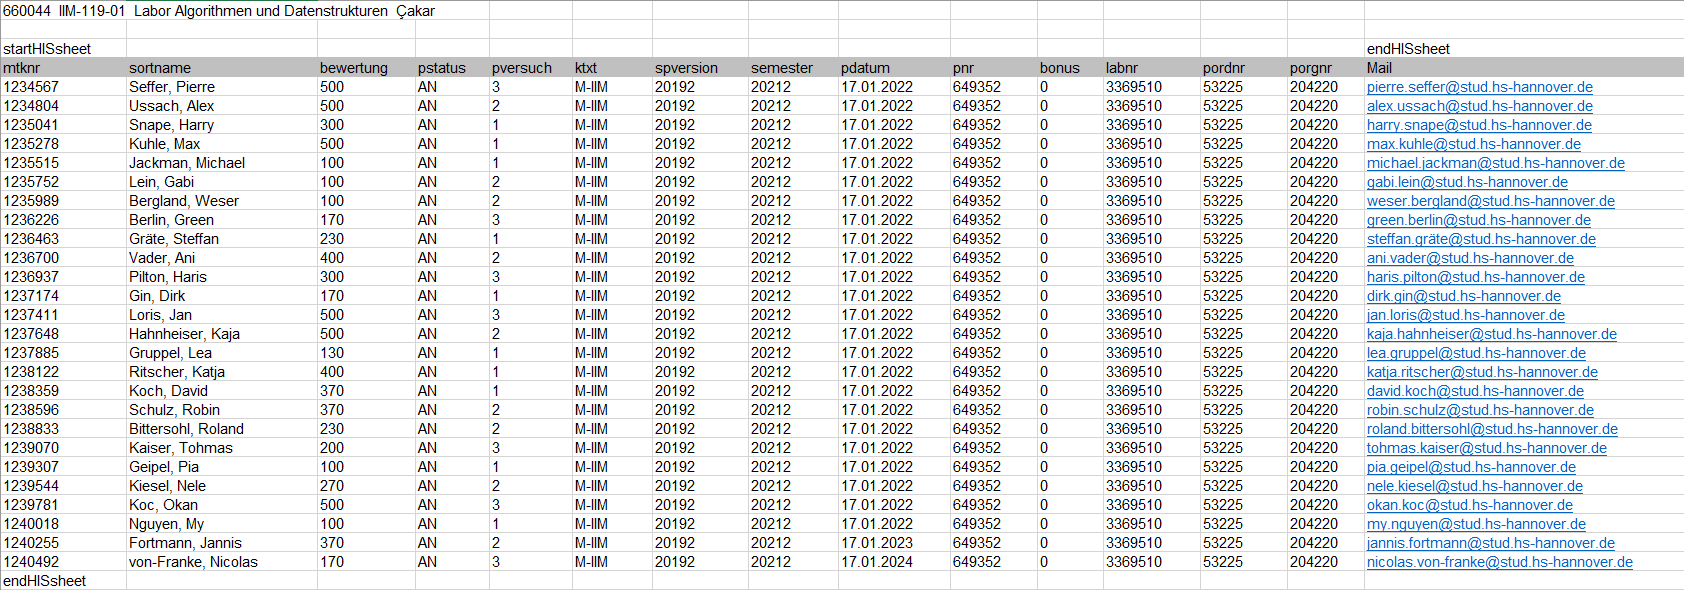 660044 IIM-119-01 Labor Algorithmen und Datenstrukturen Çakar
startHISsheet endHISsheet
mtknr sortname bewertung pstatus pversuch ktxt spversion semester pdatum pnr bonus labnr pordnr porgnr Mail
1234567 Seffer, Pierre 500 AN 3 M-IIM 20192 20212 17.01.2022 649352 0 3369510 53225 204220 pierre.seffer@stud.hs-hannover.de
1234804 Ussach, Alex 500 AN 2 M-IIM 20192 20212 17.01.2022 649352 0 3369510 53225 204220 alex.ussach@stud.hs-hannover.de
1235041 Snape, Harry 300 AN 1 M-IIM 20192 20212 17.01.2022 649352 0 3369510 53225 204220 harry.snape@stud.hs-hannover.de
1235278 Kuhle, Max 500 AN 1 M-IIM 20192 20212 17.01.2022 649352 0 3369510 53225 204220 max.kuhle@stud.hs-hannover.de
1235515 Jackman, Michael 100 AN 1 M-IIM 20192 20212 17.01.2022 649352 0 3369510 53225 204220 michael.jackman@stud.hs-hannover.de
1235752 Lein, Gabi 100 AN 2 M-IIM 20192 20212 17.01.2022 649352 0 3369510 53225 204220 gabi.lein@stud.hs-hannover.de
1235989 Bergland, Weser 100 AN 2 M-IIM 20192 20212 17.01.2022 649352 0 3369510 53225 204220 weser.bergland@stud.hs-hannover.de
1236226 Berlin, Green 170 AN 3 M-IIM 20192 20212 17.01.2022 649352 0 3369510 53225 204220 green.berlin@stud.hs-hannover.de
1236463 Gräte, Steffan 230 AN 1 M-IIM 20192 20212 17.01.2022 649352 0 3369510 53225 204220 steffan.gräte@stud.hs-hannover.de
1236700 Vader, Ani 400 AN 2 M-IIM 20192 20212 17.01.2022 649352 0 3369510 53225 204220 ani.vader@stud.hs-hannover.de
1236937 Pilton, Haris 300 AN 3 M-IIM 20192 20212 17.01.2022 649352 0 3369510 53225 204220 haris.pilton@stud.hs-hannover.de
1237174 Gin, Dirk 170 AN 1 M-IIM 20192 20212 17.01.2022 649352 0 3369510 53225 204220 dirk.gin@stud.hs-hannover.de
1237411 Loris, Jan 500 AN 3 M-IIM 20192 20212 17.01.2022 649352 0 3369510 53225 204220 jan.loris@stud.hs-hannover.de
1237648 Hahnheiser, Kaja 500 AN 2 M-IIM 20192 20212 17.01.2022 649352 0 3369510 53225 204220 kaja.hahnheiser@stud.hs-hannover.de
1237885 Gruppel, Lea 130 AN 1 M-IIM 20192 20212 17.01.2022 649352 0 3369510 53225 204220 lea.gruppel@stud.hs-hannover.de
1238122 Ritscher, Katja 400 AN 1 M-IIM 20192 20212 17.01.2022 649352 0 3369510 53225 204220 katja.ritscher@stud.hs-hannover.de
1238359 Koch, David 370 AN 1 M-IIM 20192 20212 17.01.2022 649352 0 3369510 53225 204220 david.koch@stud.hs-hannover.de
1238596 Schulz, Robin 370 AN 2 M-IIM 20192 20212 17.01.2022 649352 0 3369510 53225 204220 robin.schulz@stud.hs-hannover.de
1238833 Bittersohl, Roland 230 AN 2 M-IIM 20192 20212 17.01.2022 649352 0 3369510 53225 204220 roland.bittersohl@stud.hs-hannover.de
1239070 Kaiser, Tohmas 200 AN 3 M-IIM 20192 20212 17.01.2022 649352 0 3369510 53225 204220 tohmas.kaiser@stud.hs-hannover.de
1239307 Geipel, Pia 100 AN 1 M-IIM 20192 20212 17.01.2022 649352 0 3369510 53225 204220 pia.geipel@stud.hs-hannover.de
1239544 Kiesel, Nele 270 AN 2 M-IIM 20192 20212 17.01.2022 649352 0 3369510 53225 204220 nele.kiesel@stud.hs-hannover.de
1239781 Koc, Okan 500 AN 3 M-IIM 20192 20212 17.01.2022 649352 0 3369510 53225 204220 okan.koc@stud.hs-hannover.de
1240018 Nguyen, My 100 AN 1 M-IIM 20192 20212 17.01.2022 649352 0 3369510 53225 204220 my.nguyen@stud.hs-hannover.de
1240255 Fortmann, Jannis 370 AN 2 M-IIM 20192 20212 17.01.2023 649352 0 3369510 53225 204220 jannis.fortmann@stud.hs-hannover.de
1240492 von-Franke, Nicolas 170 AN 3 M-IIM 20192 20212 17.01.2024 649352 0 3369510 53225 204220 nicolas.von-franke@stud.hs-hannover.de
endHISsheet